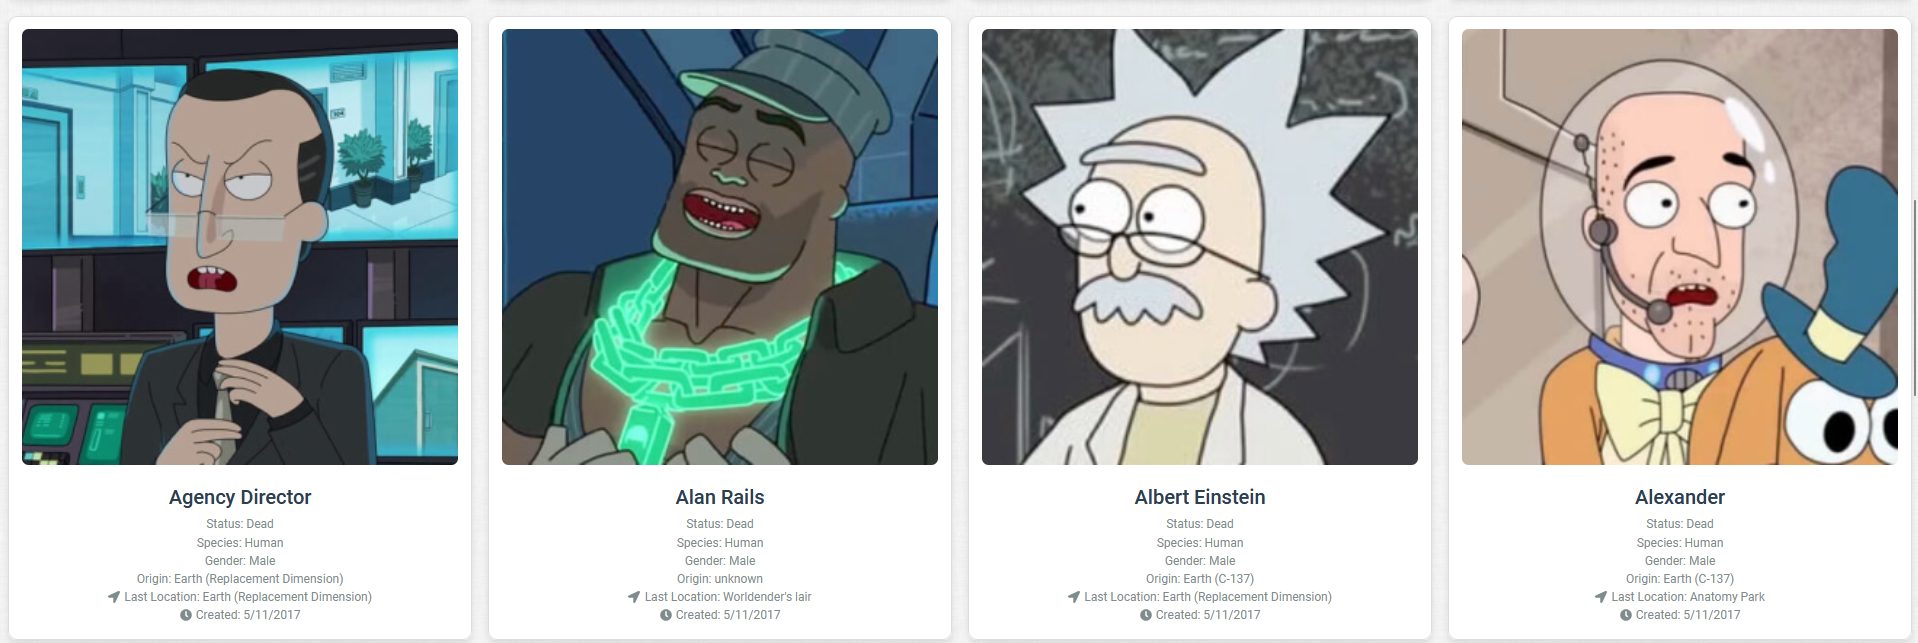 Agency Director
Status: Dead
Species: Human
Gender: Male
Origin: Earth (Replacement Dimension)
Last Location: Earth (Replacement Dimension)
Created: 5/11/2017
Alan Rails
Status: Dead
Species: Human
Gender: Male
Origin: unknown
Last Location: Worldender's lair
Created: 5/11/2017
Albert Einstein
Status: Dead
Species: Human
Gender: Male
Origin: Earth (C-137)
Last Location: Earth (Replacement Dimension)
Created: 5/11/2017
Alexander
Status: Dead
Species: Human
Gender: Male
Origin: Earth (C-137)
Last Location: Anatomy Park
Created: 5/11/2017